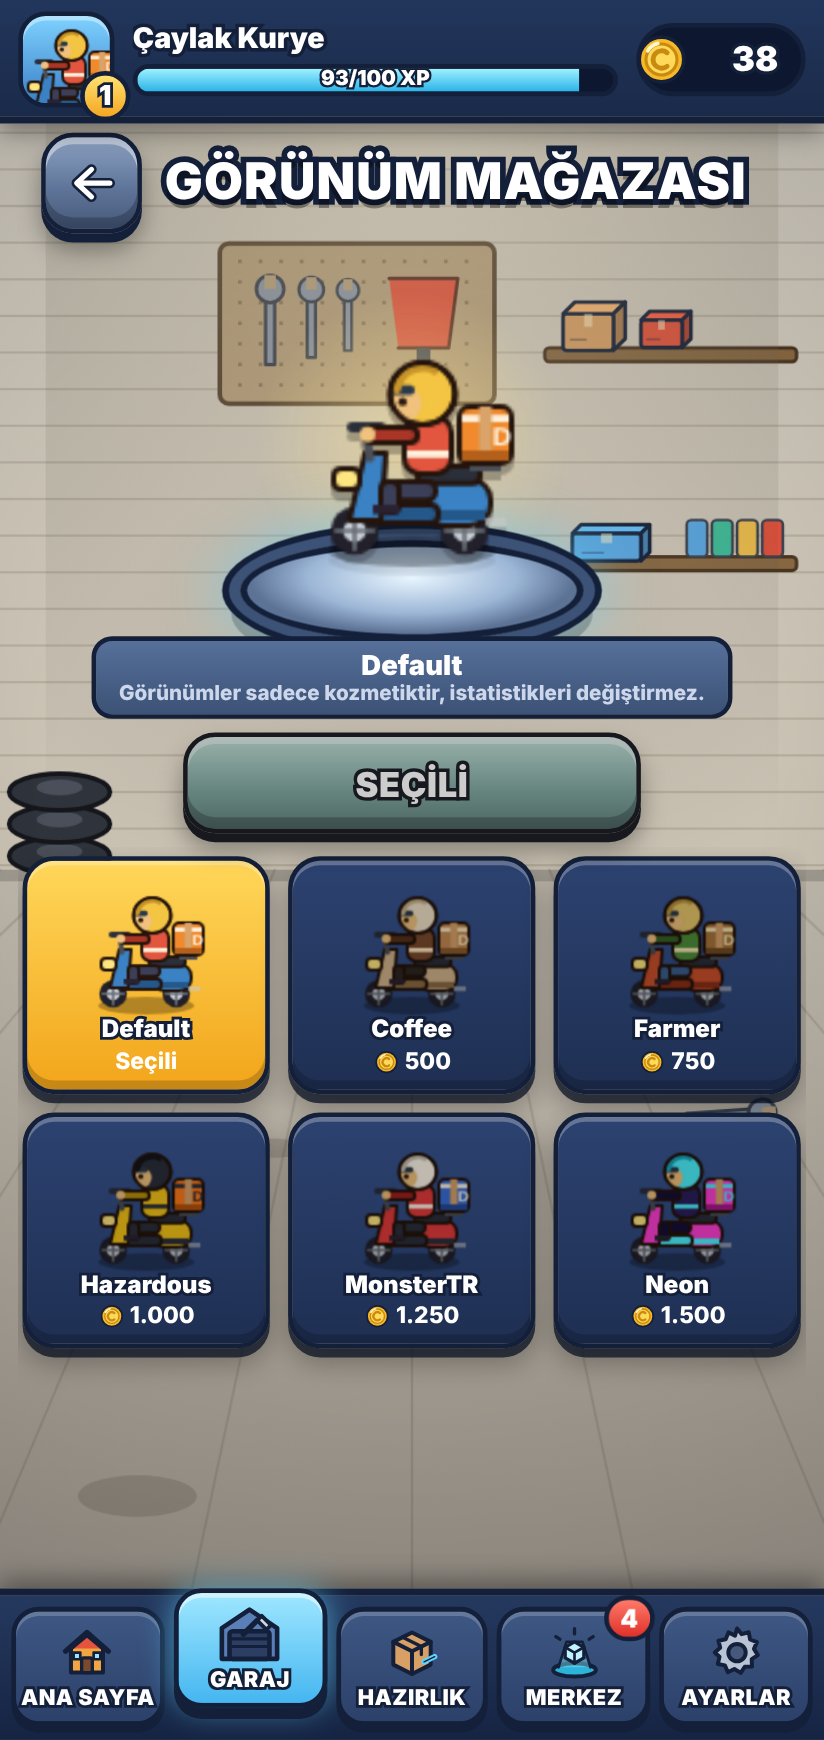 Çaylak Kurye
93/100 XP
1
38
GÖRÜNÜM MAĞAZASI
D
Default
Görünümler sadece kozmetiktir, istatistikleri değiştirmez.
SEÇİLİ
Default
Seçili
Coffee
500
Farmer
750
Hazardous
1.000
MonsterTR
1.250
Neon
1.500
4
ANA SAYFA
GARAJ
HAZIRLIK
MERKEZ
AYARLAR